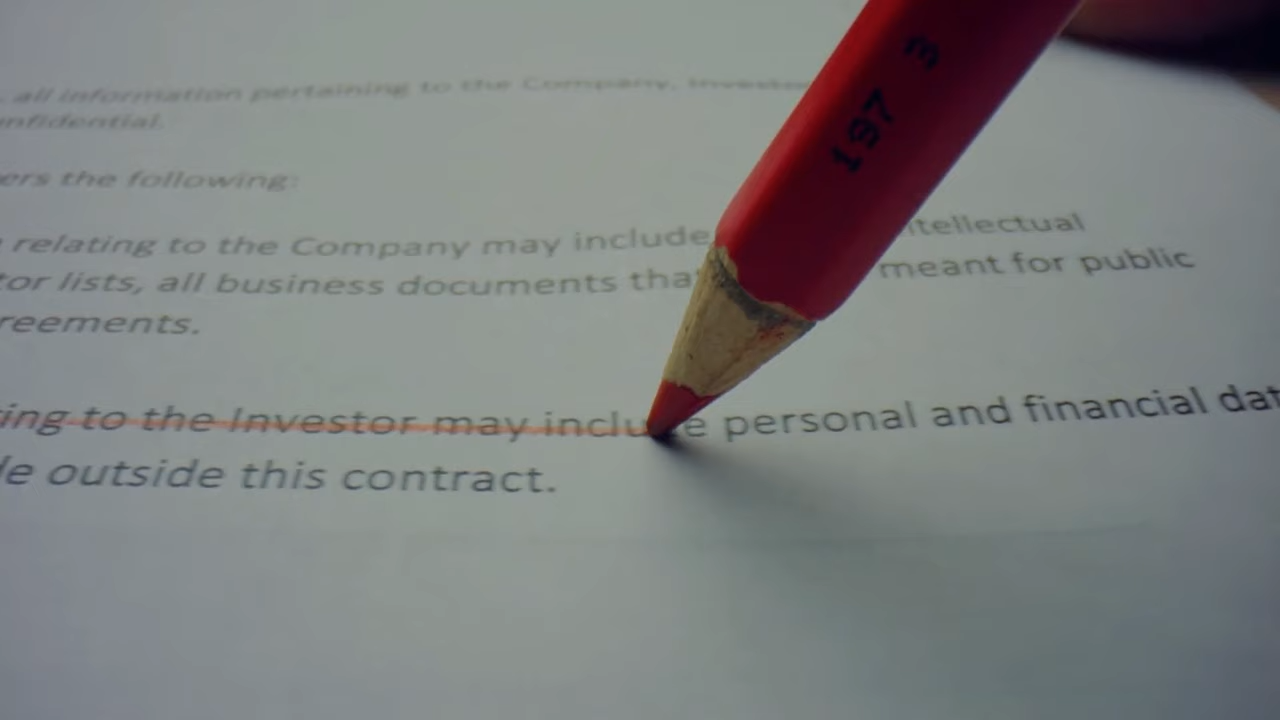 all information pertaining to the Company, Investor
nfidential.
ers the following:
relating to the Company may include tellectual
tor lists, all business documents tha meant for public
reements.
ing to the Investor may inclu e personal and financial dat
de outside this contract.
197 3